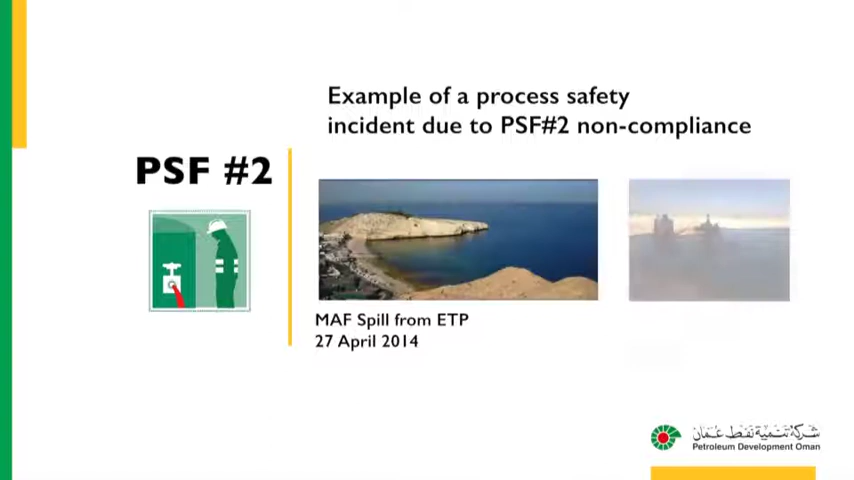 Example of a process safety
incident due to PSF#2 non-compliance
PSF #2
MAF Spill from ETP
27 April 2014
شركة تنمية نفط عُمان
Petroleum Development Oman